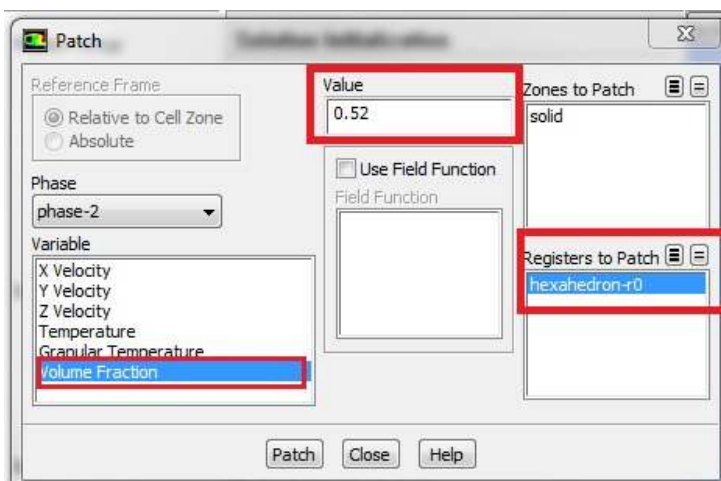 Solution Initialization
Patch
Reference Frame
Relative to Cell Zone
Absolute
Phase
phase-2
Variable
X Velocity
Y Velocity
Z Velocity
Temperature
Granular Temperature
Volume Fraction
Value
0.52
Use Field Function
Field Function
Zones to Patch
solid
Registers to Patch
hexahedron-r0
Patch
Close
Help